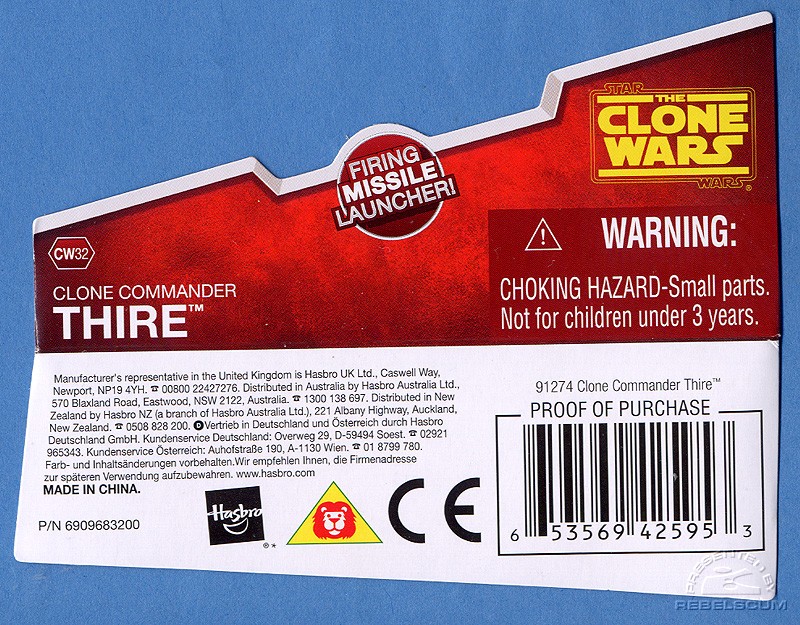 STAR
THE
CLONE
WARS
WARS®
FIRING
MISSILE
LAUNCHER!
CW32
CLONE COMMANDER
THIRE™
WARNING:
CHOKING HAZARD-Small parts.
Not for children under 3 years.
Manufacturer's representative in the United Kingdom is Hasbro UK Ltd., Caswell Way,
Newport, NP19 4YH. ☎ 00800 22427276. Distributed in Australia by Hasbro Australia Ltd.,
570 Blaxland Road, Eastwood, NSW 2122, Australia. ☎ 1300 138 697. Distributed in New
Zealand by Hasbro NZ (a branch of Hasbro Australia Ltd.), 221 Albany Highway, Auckland,
New Zealand. ☎ 0508 828 200. D Vertrieb in Deutschland und Österreich durch Hasbro
Deutschland GmbH. Kundenservice Deutschland: Overweg 29, D-59494 Soest. ☎ 02921
965343. Kundenservice Österreich: Auhofstraße 190, A-1130 Wien. ☎ 01 8799 780.
Farb- und Inhaltsänderungen vorbehalten.Wir empfehlen Ihnen, die Firmenadresse
zur späteren Verwendung aufzubewahren. www.hasbro.com
MADE IN CHINA.
P/N 6909683200
Hasbro
®*
CE
91274 Clone Commander Thire™
PROOF OF PURCHASE
6 53569 42595 3
PRESENTED BY
REBELSCUM